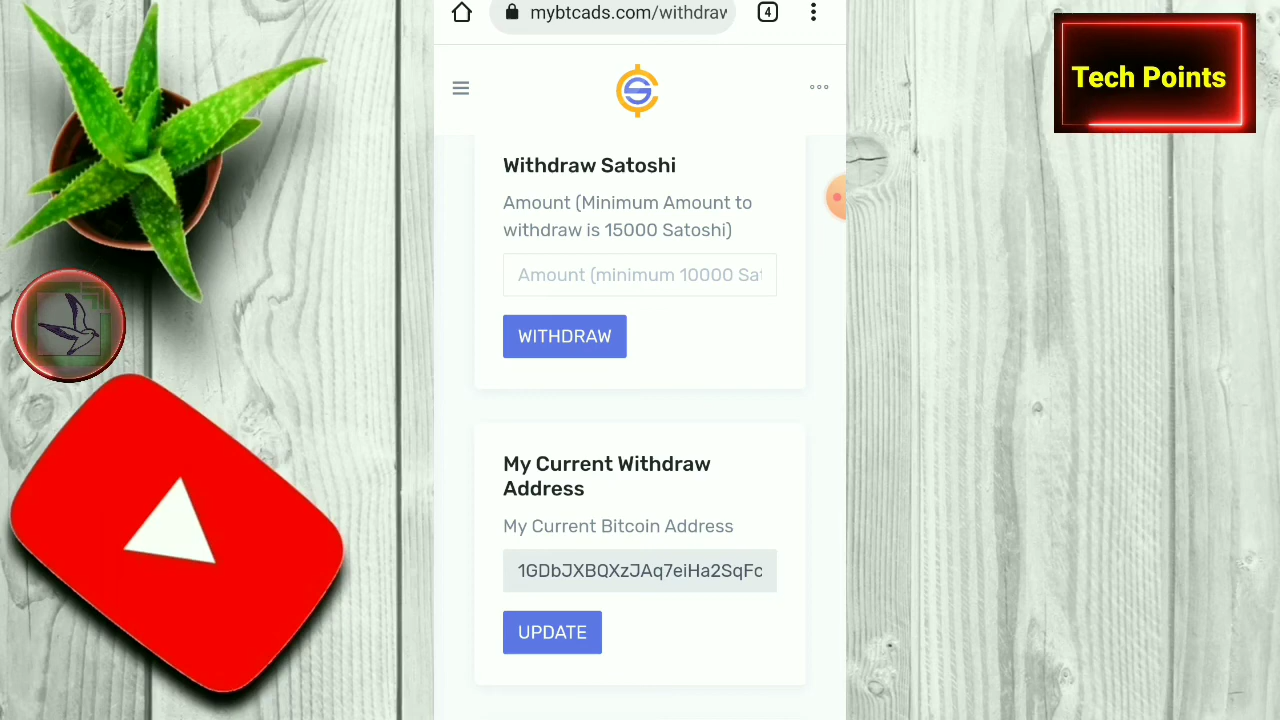 mybtcads.com/withdraw
4
Tech Points
Withdraw Satoshi
Amount (Minimum Amount to
withdraw is 15000 Satoshi)
Amount (minimum 10000 Sat
WITHDRAW
My Current Withdraw
Address
My Current Bitcoin Address
1GDbJXBQXzJAq7eiHa2SqFc
UPDATE